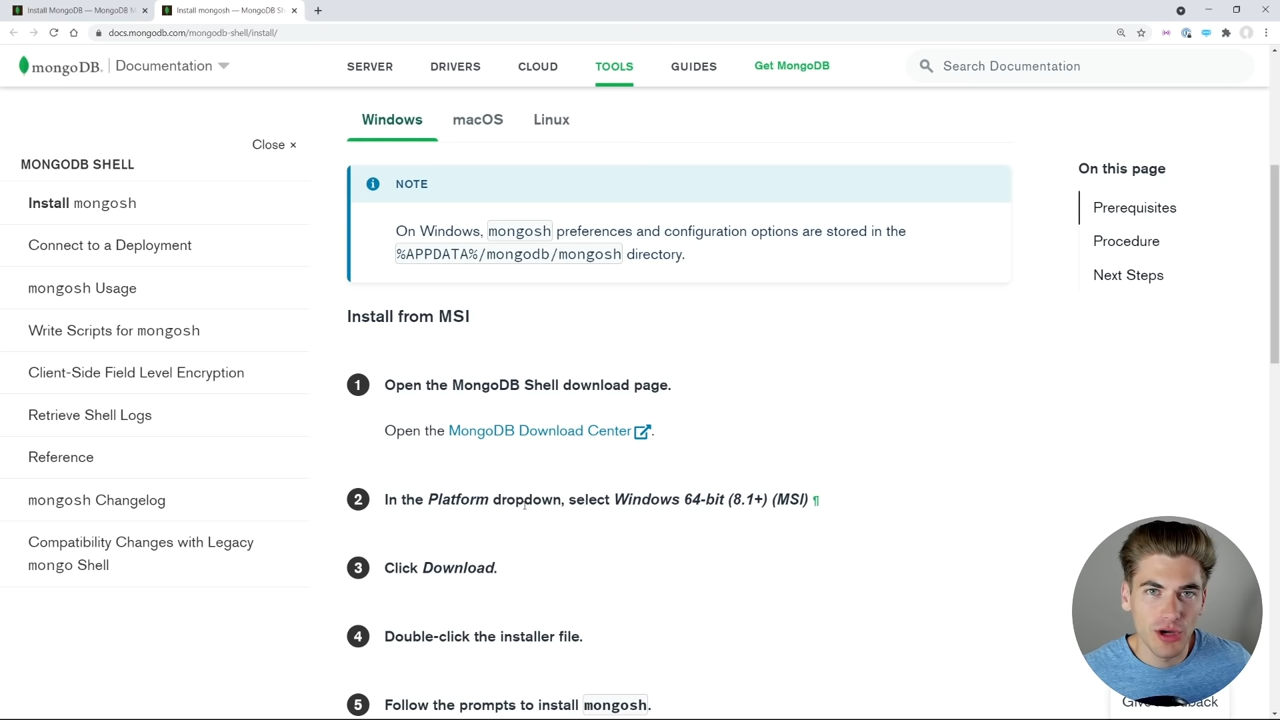 Install MongoDB — MongoDB M
Install mongosh — MongoDB Sh
docs.mongodb.com/mongodb-shell/install/
mongoDB. Documentation
SERVER
DRIVERS
CLOUD
TOOLS
GUIDES
Get MongoDB
Search Documentation
Close ×
MONGODB SHELL
Install mongosh
Connect to a Deployment
mongosh Usage
Write Scripts for mongosh
Client-Side Field Level Encryption
Retrieve Shell Logs
Reference
mongosh Changelog
Compatibility Changes with Legacy
mongo Shell
Windows
macOS
Linux
NOTE
On Windows, mongosh preferences and configuration options are stored in the
%APPDATA%/mongodb/mongosh directory.
Install from MSI
1 Open the MongoDB Shell download page.
Open the MongoDB Download Center.
2 In the Platform dropdown, select Windows 64-bit (8.1+) (MSI) ¶
3 Click Download.
4 Double-click the installer file.
5 Follow the prompts to install mongosh.
On this page
Prerequisites
Procedure
Next Steps